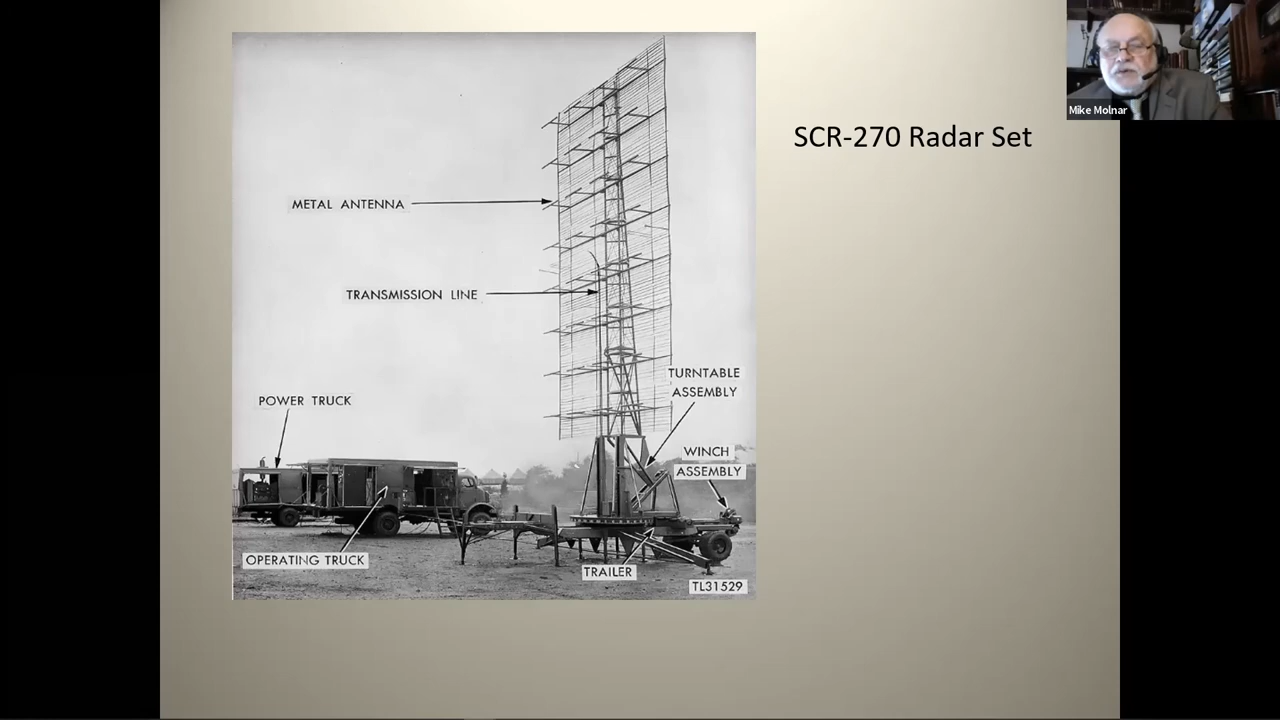 Mike Molnar
SCR-270 Radar Set
METAL ANTENNA
TRANSMISSION LINE
TURNTABLE
ASSEMBLY
POWER TRUCK
WINCH
ASSEMBLY
OPERATING TRUCK
TRAILER
TL31529